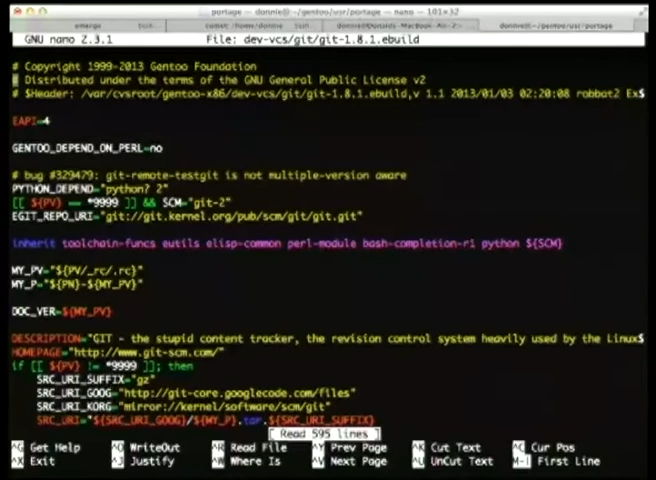 portage — donnie@:~/gentoo/usr/portage — nano — 101×32
emerge
donnie@:~/gentoo/usr/portage
GNU nano 2.3.1 File: dev-vcs/git/git-1.8.1.ebuild
# Copyright 1999-2013 Gentoo Foundation
# Distributed under the terms of the GNU General Public License v2
# $Header: /var/cvsroot/gentoo-x86/dev-vcs/git/git-1.8.1.ebuild,v 1.1 2013/01/03 02:20:08 robbat2 Ex$
EAPI=4
GENTOO_DEPEND_ON_PERL=no
# bug #329479: git-remote-testgit is not multiple-version aware
PYTHON_DEPEND="python? 2"
[[ ${PV} == *9999 ]] && SCM="git-2"
EGIT_REPO_URI="git://git.kernel.org/pub/scm/git/git.git"
inherit toolchain-funcs eutils elisp-common perl-module bash-completion-r1 python ${SCM}
MY_PV="${PV/_rc/.rc}"
MY_P="${PN}-${MY_PV}"
DOC_VER=${MY_PV}
DESCRIPTION="GIT - the stupid content tracker, the revision control system heavily used by the Linux$
HOMEPAGE="http://www.git-scm.com/"
if [[ ${PV} != *9999 ]]; then
SRC_URI_SUFFIX="gz"
SRC_URI_GOOG="http://git-core.googlecode.com/files"
SRC_URI_KORG="mirror://kernel/software/scm/git"
SRC_URI="${SRC_URI_GOOG}/${MY_P}.tar.${SRC_URI_SUFFIX}
[ Read 595 lines ]
^G Get Help ^O WriteOut ^R Read File ^Y Prev Page ^K Cut Text ^C Cur Pos
^X Exit ^J Justify ^W Where Is ^V Next Page ^U UnCut Text M-| First Line